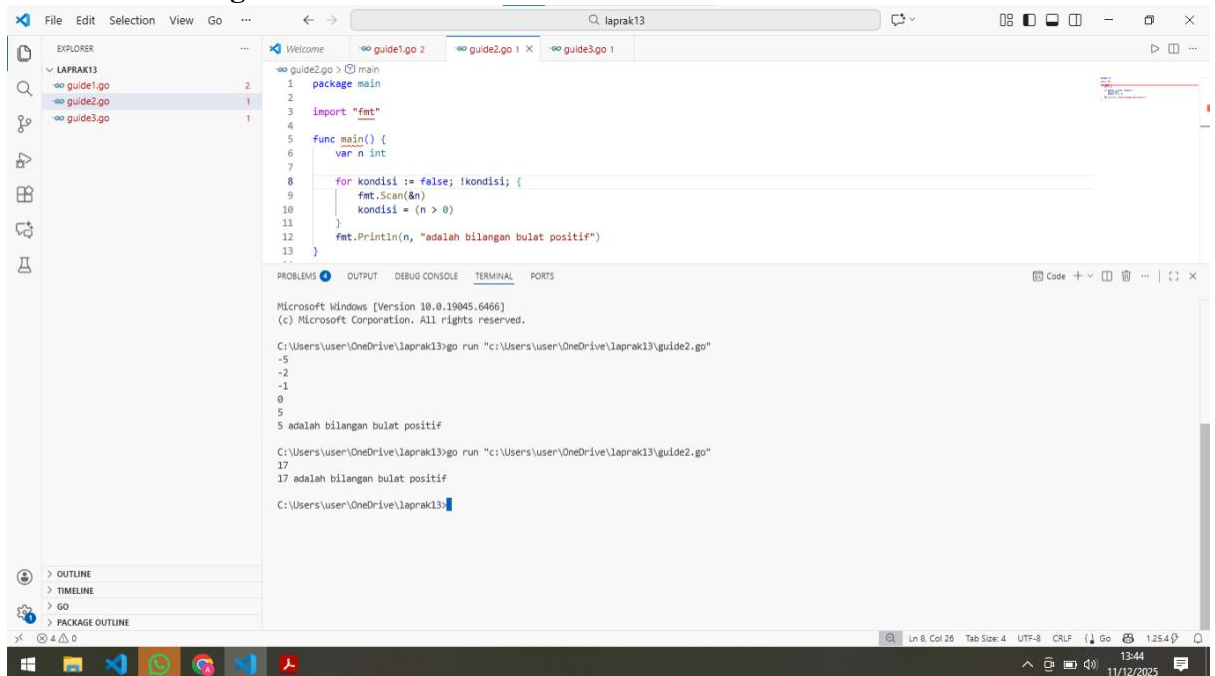 File Edit Selection View Go ... laprak13
EXPLORER ...
Welcome guide1.go 2 guide2.go 1 guide3.go 1
LAPRAK13
guide1.go 2
guide2.go 1
guide3.go 1
guide2.go > main
1 package main
2
3 import "fmt"
4
5 func main() {
6 var n int
7
8 for kondisi := false; !kondisi; {
9 fmt.Scan(&n)
10 kondisi = (n > 0)
11 }
12 fmt.Println(n, "adalah bilangan bulat positif")
13 }
PROBLEMS 4 OUTPUT DEBUG CONSOLE TERMINAL PORTS Code
Microsoft Windows [Version 10.0.19045.6466]
(c) Microsoft Corporation. All rights reserved.
C:\Users\user\OneDrive\laprak13>go run "c:\Users\user\OneDrive\laprak13\guide2.go"
-5
-2
-1
0
5
5 adalah bilangan bulat positif
C:\Users\user\OneDrive\laprak13>go run "c:\Users\user\OneDrive\laprak13\guide2.go"
17
17 adalah bilangan bulat positif
C:\Users\user\OneDrive\laprak13>
> OUTLINE
> TIMELINE
> GO
> PACKAGE OUTLINE
4 0 Ln 8, Col 26 Tab Size: 4 UTF-8 CRLF Go 1.25.4
13:44
11/12/2025